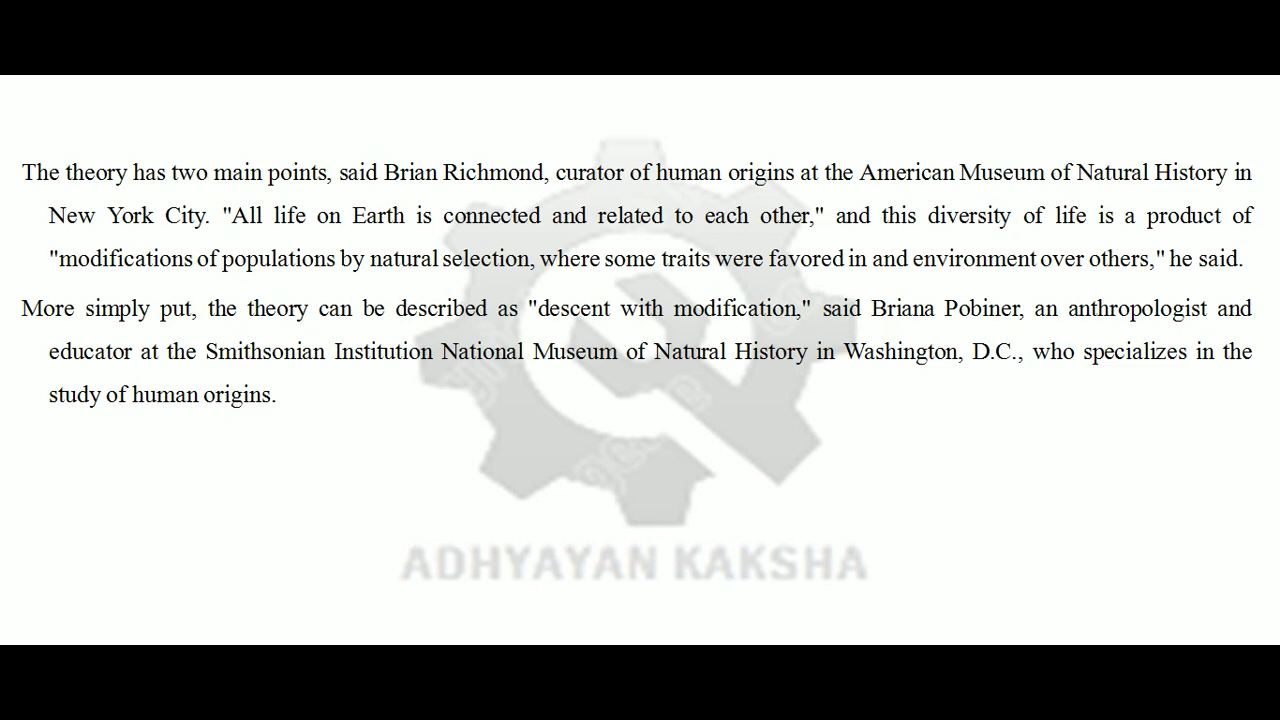 The theory has two main points, said Brian Richmond, curator of human origins at the American Museum of Natural History in
New York City. "All life on Earth is connected and related to each other," and this diversity of life is a product of
"modifications of populations by natural selection, where some traits were favored in and environment over others," he said.
More simply put, the theory can be described as "descent with modification," said Briana Pobiner, an anthropologist and
educator at the Smithsonian Institution National Museum of Natural History in Washington, D.C., who specializes in the
study of human origins.
ADHYAYAN KAKSHA